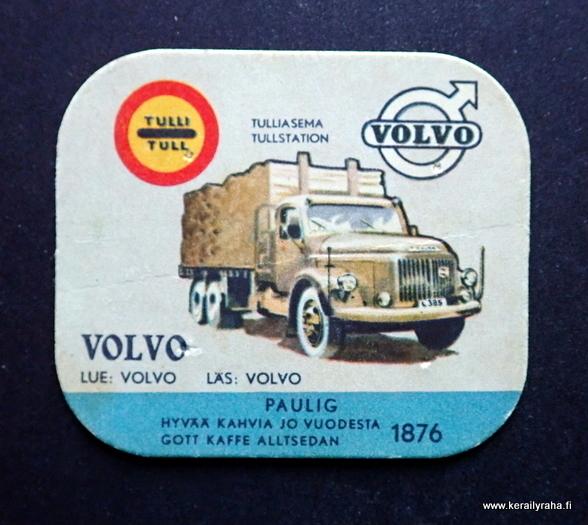 TULLI
TULL
TULLIASEMA
TULLSTATION
VOLVO
VOLVO
LUE: VOLVO LÄS: VOLVO
PAULIG
HYVÄÄ KAHVIA JO VUODESTA
GOTT KAFFE ALLTSEDAN
1876
www.kerailyraha.fi